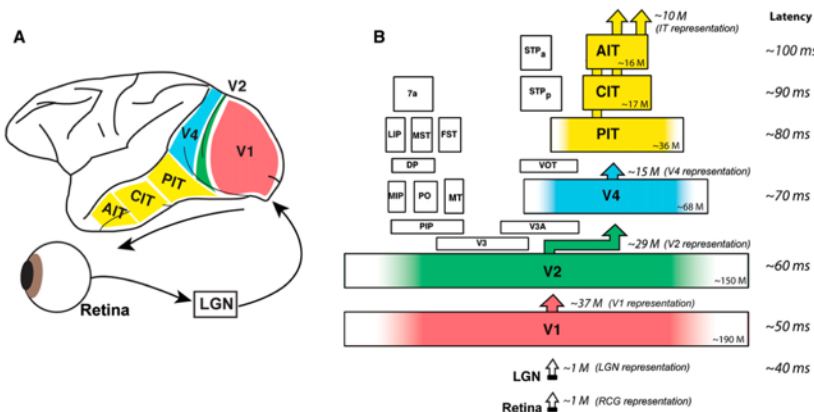 A
V2
V4
V1
PIT
CIT
AIT
Retina
LGN
B
Latency
~10 M
(IT representation)
STPa
AIT
~16 M
~100 ms
7a
STPp
CIT
~17 M
~90 ms
LIP
MST
FST
PIT
~36 M
~80 ms
DP
VOT
~15 M (V4 representation)
MIP
PO
MT
V4
~68 M
~70 ms
PIP
V3A
V3
~29 M (V2 representation)
V2
~150 M
~60 ms
~37 M (V1 representation)
V1
~190 M
~50 ms
LGN
~1 M (LGN representation)
~40 ms
Retina
~1 M (RCG representation)